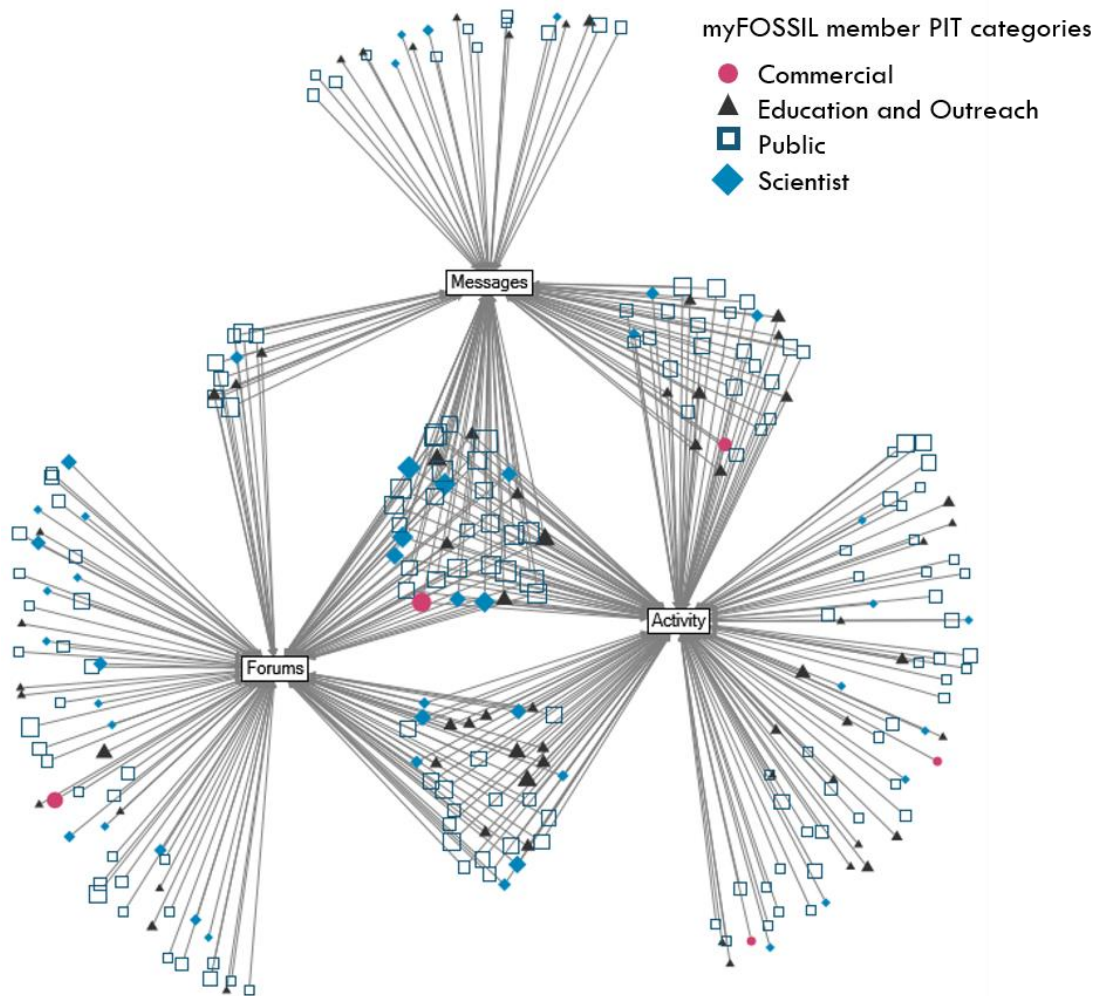 myFOSSIL member PIT categories
Commercial
Education and Outreach
Public
Scientist
Messages
Activity
Forums